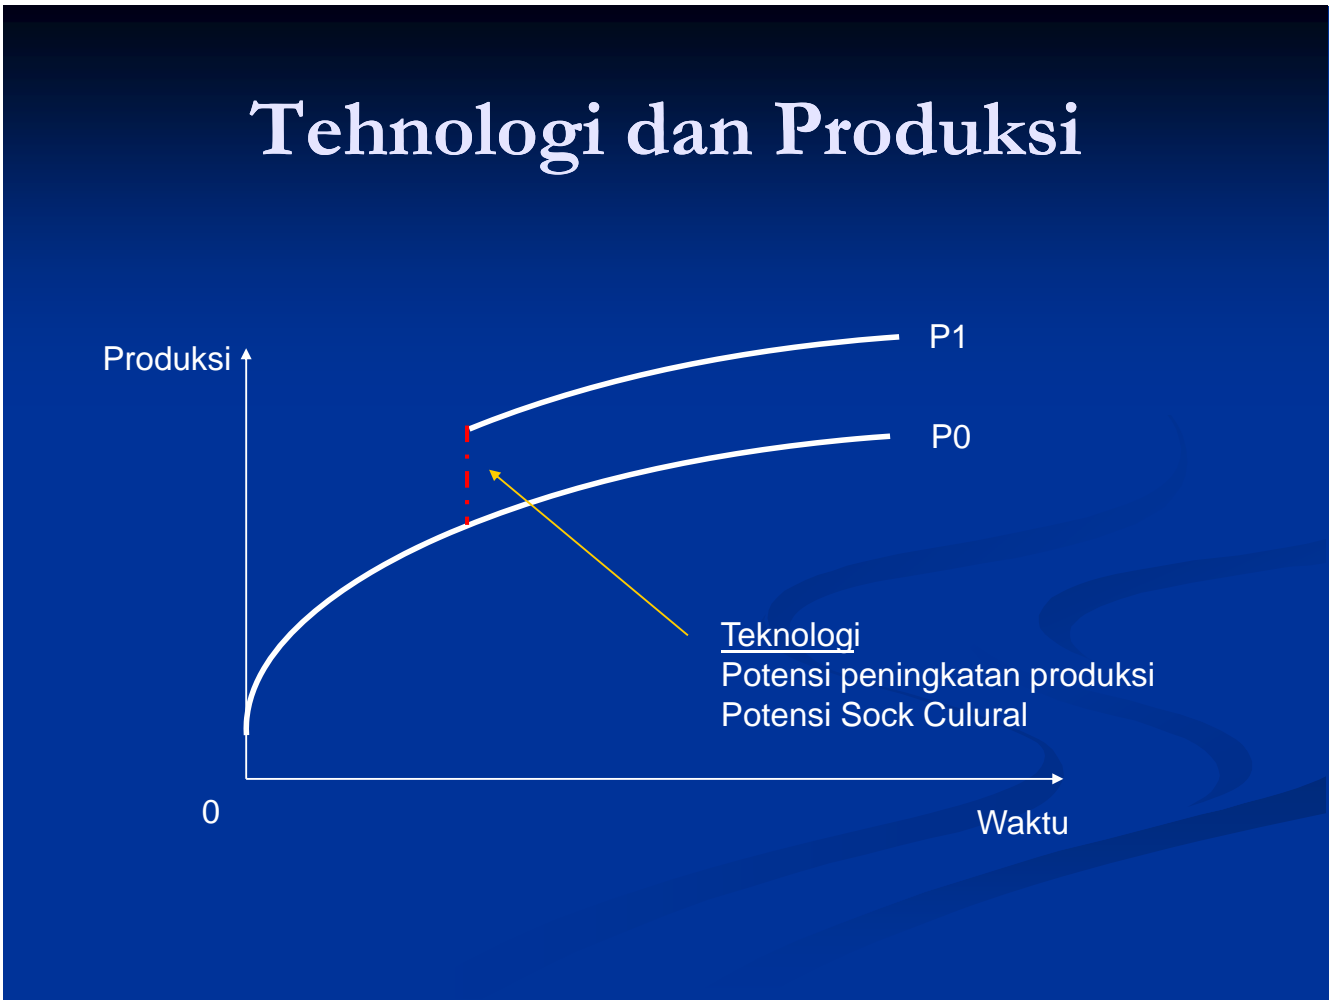 Tehnologi dan Produksi
Produksi
P1
P0
Teknologi
Potensi peningkatan produksi
Potensi Sock Culural
0
Waktu